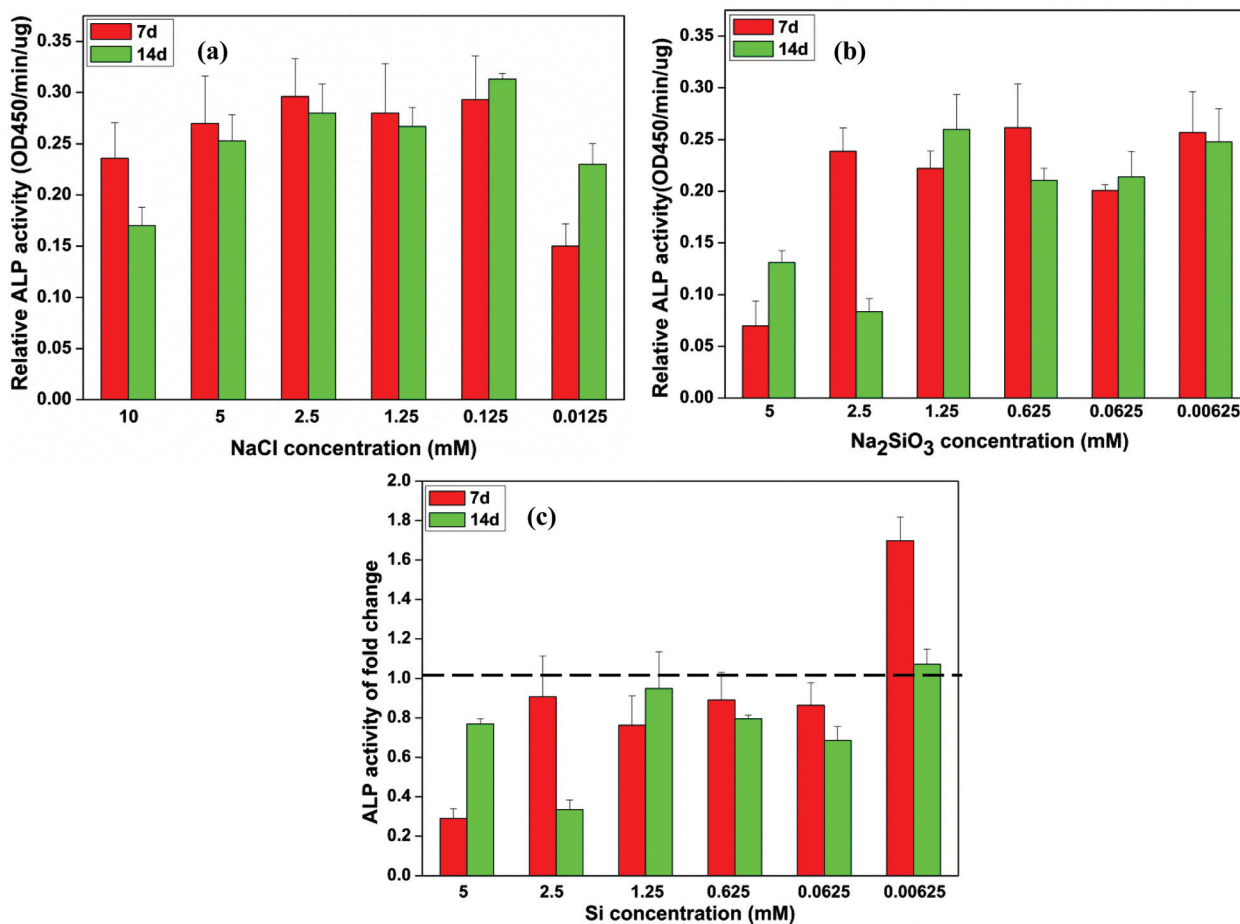 (a)
7d
14d
Relative ALP activity (OD450/min/ug)
0.35
0.30
0.25
0.20
0.15
0.10
0.05
0.00
10 5 2.5 1.25 0.125 0.0125
NaCl concentration (mM)
(b)
7d
14d
Relative ALP activity(OD450/min/ug)
0.35
0.30
0.25
0.20
0.15
0.10
0.05
0.00
5 2.5 1.25 0.625 0.0625 0.00625
Na₂SiO₃ concentration (mM)
(c)
7d
14d
ALP activity of fold change
2.0
1.8
1.6
1.4
1.2
1.0
0.8
0.6
0.4
0.2
0.0
5 2.5 1.25 0.625 0.0625 0.00625
Si concentration (mM)